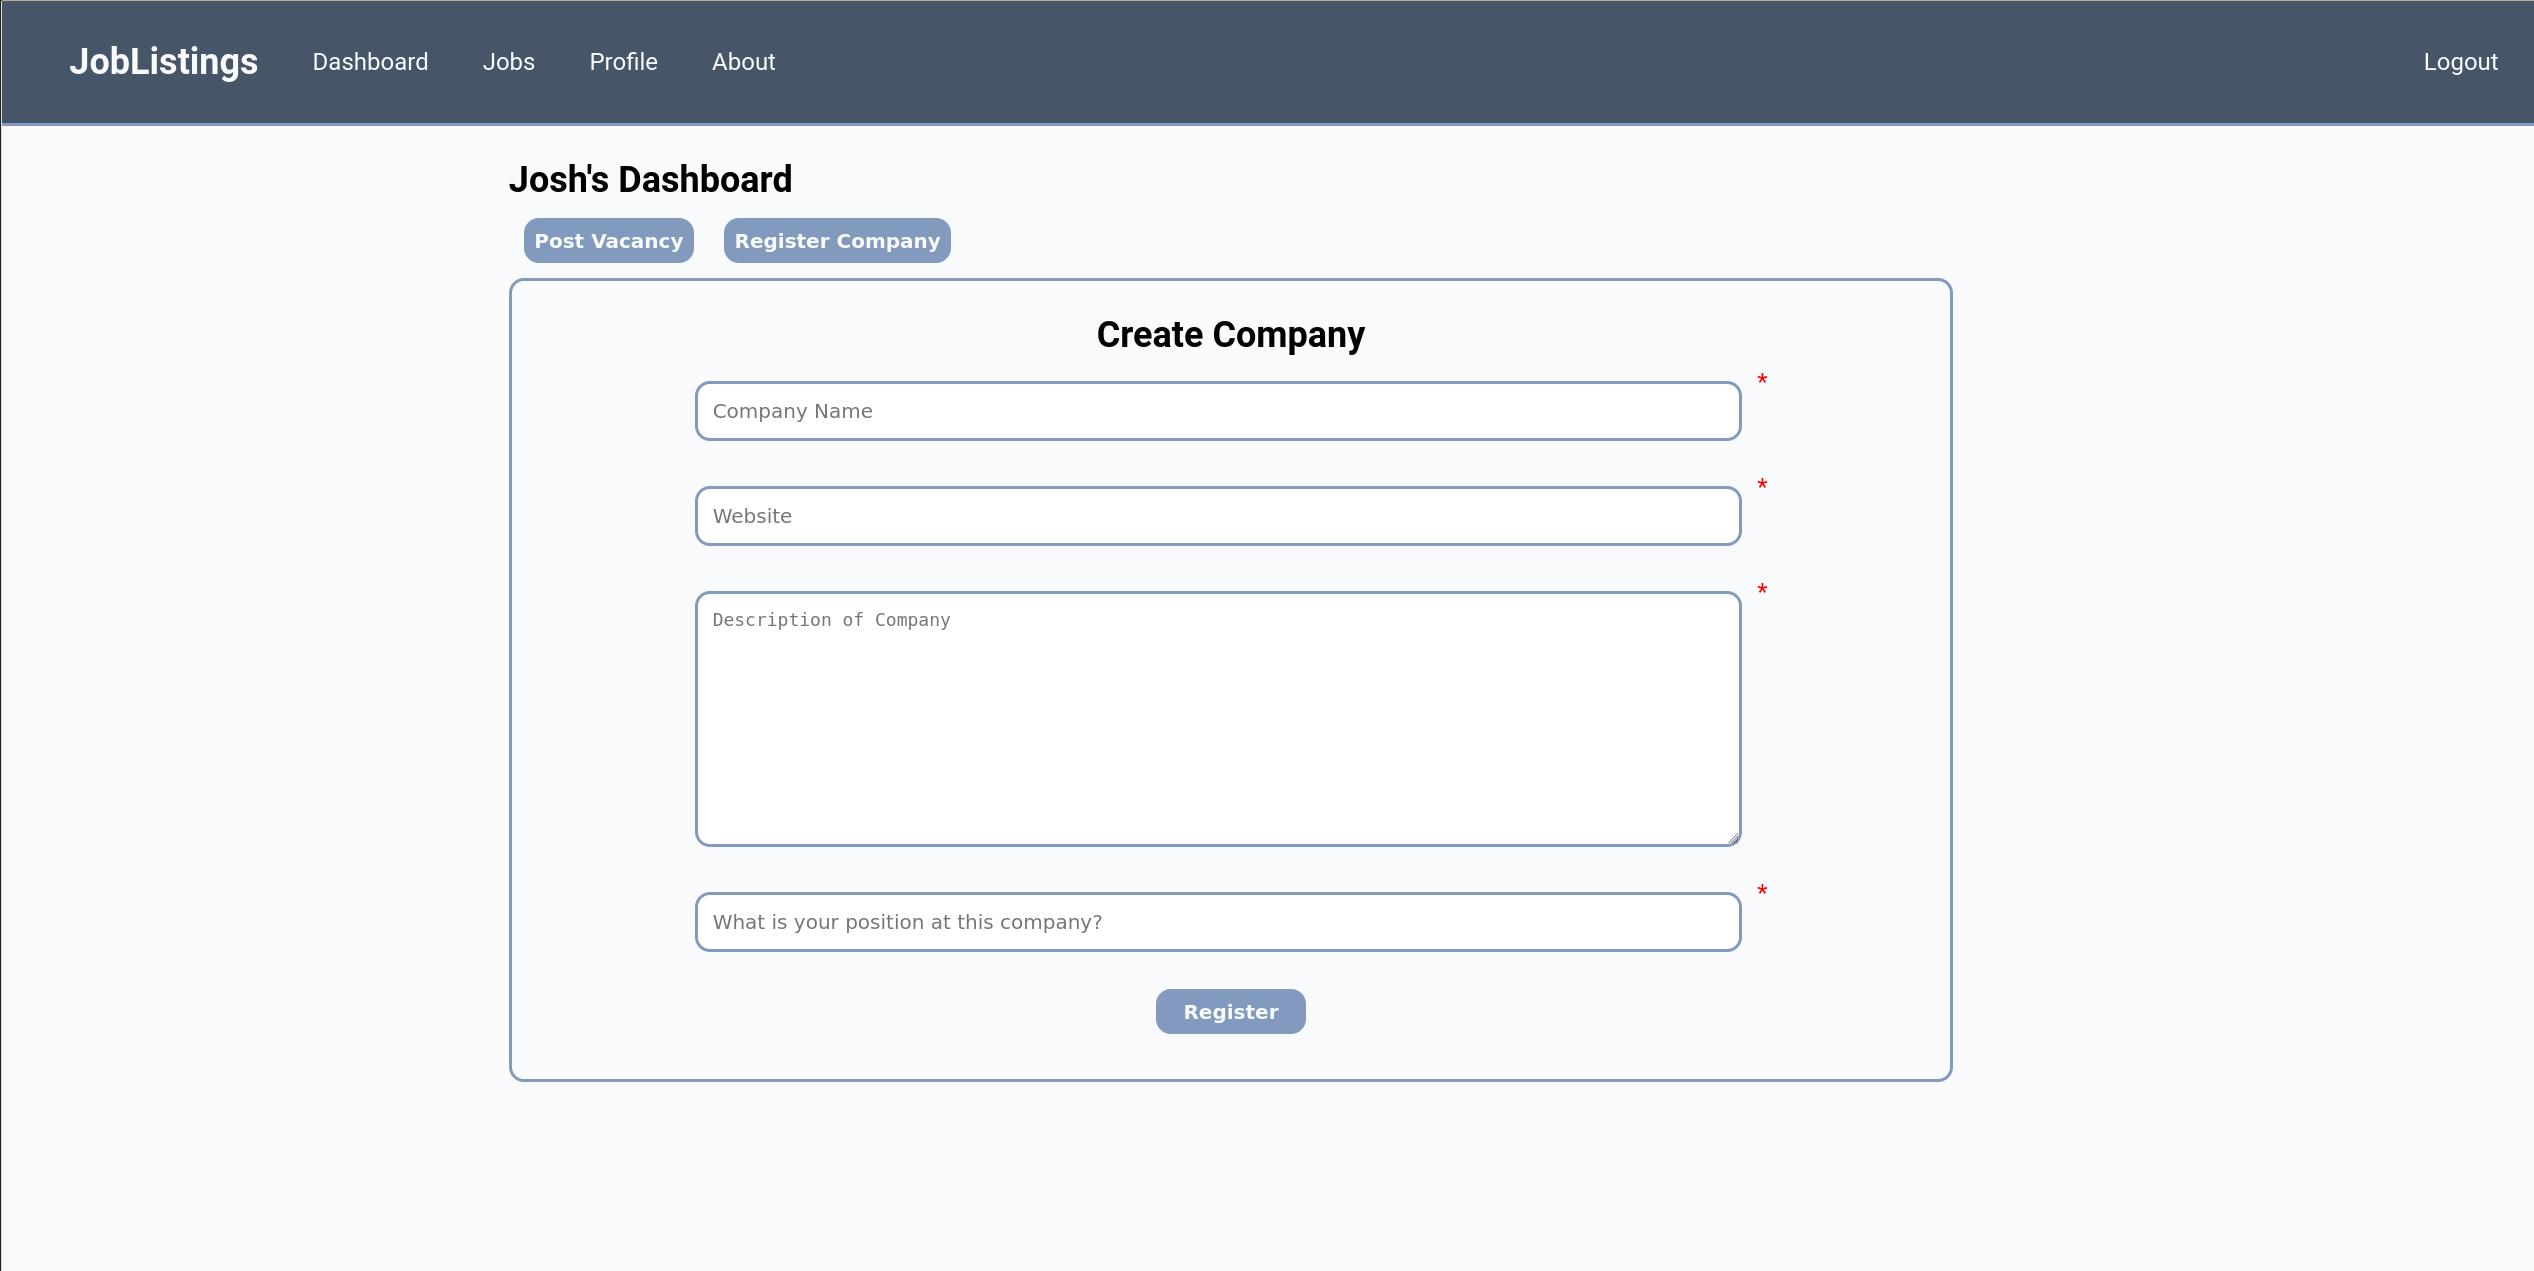 JobListings Dashboard Jobs Profile About Logout
Josh's Dashboard
Post Vacancy Register Company
Create Company
Company Name *
Website *
Description of Company *
What is your position at this company? *
Register